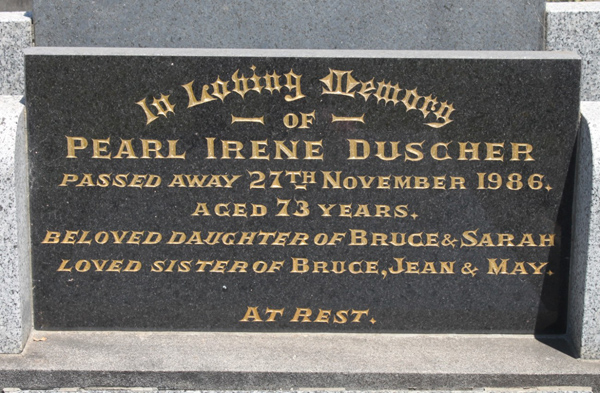 In Loving Memory
— OF —
PEARL IRENE DUSCHER
PASSED AWAY 27TH NOVEMBER 1986.
AGED 73 YEARS.
BELOVED DAUGHTER OF BRUCE & SARAH
LOVED SISTER OF BRUCE, JEAN & MAY.
AT REST.